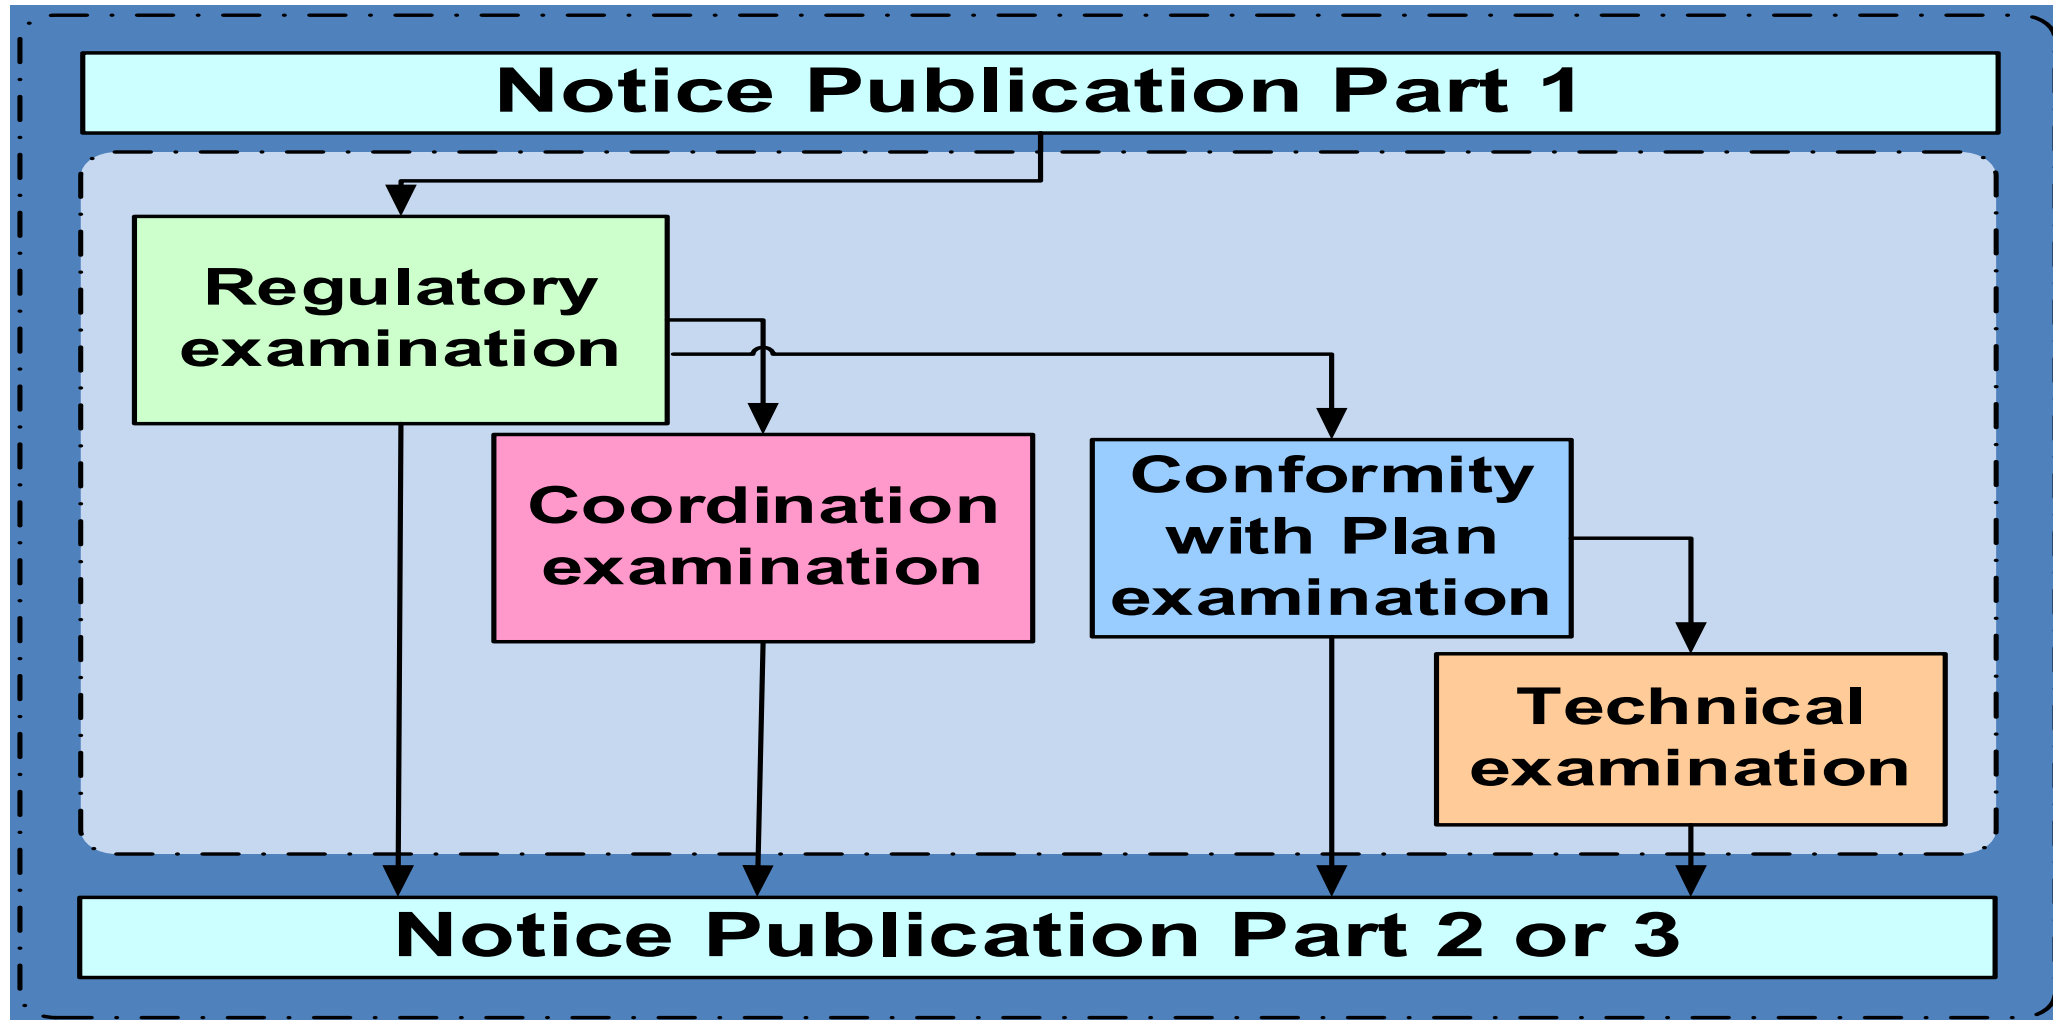 Notice Publication Part 1
Regulatory
examination
Coordination
examination
Conformity
with Plan
examination
Technical
examination
Notice Publication Part 2 or 3